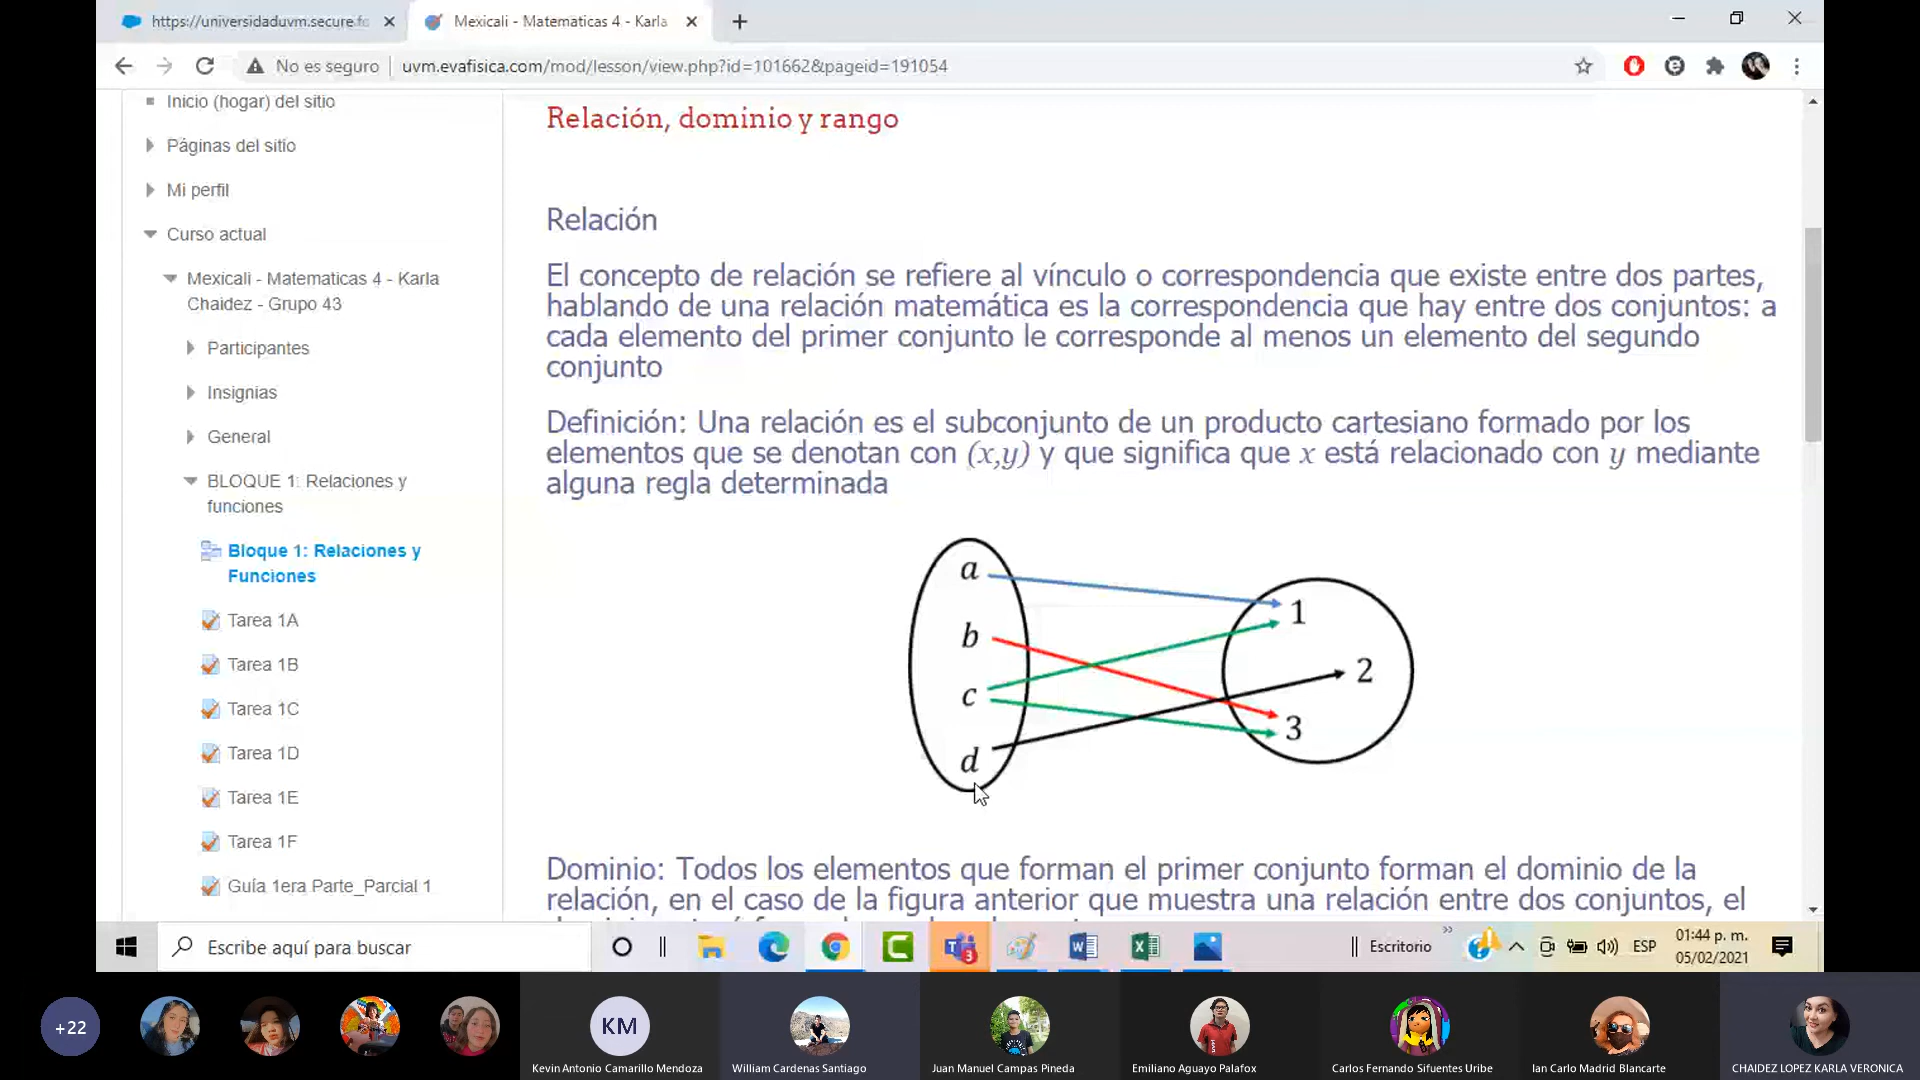 https://universidaduvm.secure.fo
Mexicali - Matematicas 4 - Karla
No es seguro
uvm.evafisica.com/mod/lesson/view.php?id=101662&pageid=191054
Inicio (hogar) del sitio
Páginas del sitio
Mi perfil
Curso actual
Mexicali - Matematicas 4 - Karla
Chaidez - Grupo 43
Participantes
Insignias
General
BLOQUE 1: Relaciones y
funciones
Bloque 1: Relaciones y
Funciones
Tarea 1A
Tarea 1B
Tarea 1C
Tarea 1D
Tarea 1E
Tarea 1F
Guía 1era Parte_Parcial 1
Relación, dominio y rango
Relación
El concepto de relación se refiere al vínculo o correspondencia que existe entre dos partes,
hablando de una relación matemática es la correspondencia que hay entre dos conjuntos: a
cada elemento del primer conjunto le corresponde al menos un elemento del segundo
conjunto
Definición: Una relación es el subconjunto de un producto cartesiano formado por los
elementos que se denotan con (x,y) y que significa que x está relacionado con y mediante
alguna regla determinada
a
b
c
d
1
2
3
Dominio: Todos los elementos que forman el primer conjunto forman el dominio de la
relación, en el caso de la figura anterior que muestra una relación entre dos conjuntos, el
Escribe aquí para buscar
3
Escritorio
ESP
01:44 p. m.
05/02/2021
+22
KM
Kevin Antonio Camarillo Mendoza
William Cardenas Santiago
Juan Manuel Campas Pineda
Emiliano Aguayo Palafox
Carlos Fernando Sifuentes Uribe
Ian Carlo Madrid Blancarte
CHAIDEZ LOPEZ KARLA VERONICA